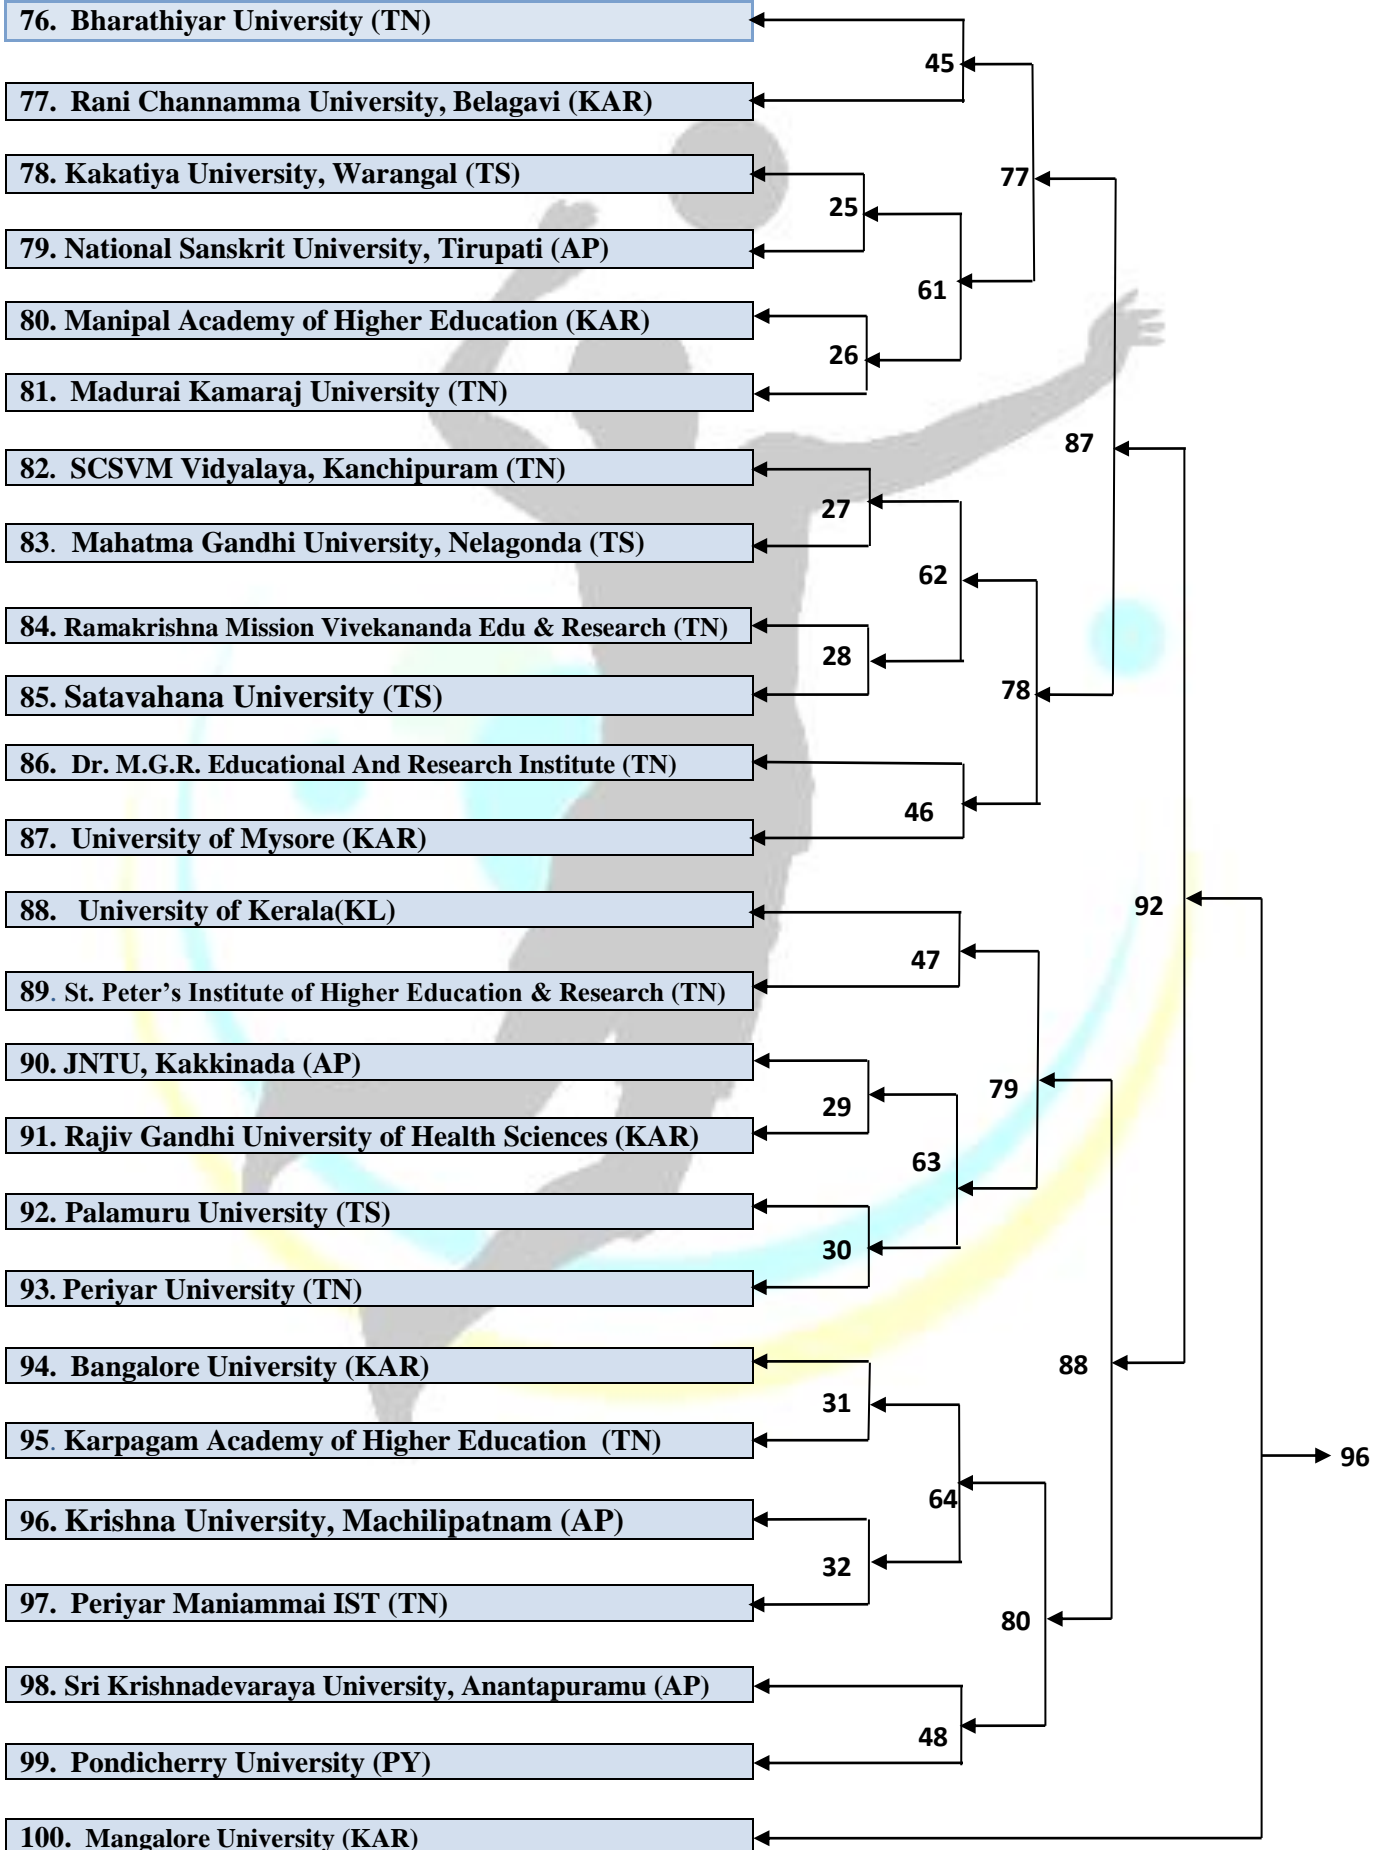 76. Bharathiyar University (TN)
45
77. Rani Channamma University, Belagavi (KAR)
78. Kakatiya University, Warangal (TS)
77
25
79. National Sanskrit University, Tirupati (AP)
61
80. Manipal Academy of Higher Education (KAR)
26
81. Madurai Kamaraj University (TN)
87
82. SCSVM Vidyalaya, Kanchipuram (TN)
27
83. Mahatma Gandhi University, Nelagonda (TS)
62
84. Ramakrishna Mission Vivekananda Edu & Research (TN)
28
85. Satavahana University (TS)
78
86. Dr. M.G.R. Educational And Research Institute (TN)
46
87. University of Mysore (KAR)
88. University of Kerala(KL)
92
47
89. St. Peter’s Institute of Higher Education & Research (TN)
90. JNTU, Kakkinada (AP)
79
29
91. Rajiv Gandhi University of Health Sciences (KAR)
63
92. Palamuru University (TS)
30
93. Periyar University (TN)
94. Bangalore University (KAR)
88
31
95. Karpagam Academy of Higher Education (TN)
96
64
96. Krishna University, Machilipatnam (AP)
32
97. Periyar Maniammai IST (TN)
80
98. Sri Krishnadevaraya University, Anantapuramu (AP)
48
99. Pondicherry University (PY)
100. Mangalore University (KAR)